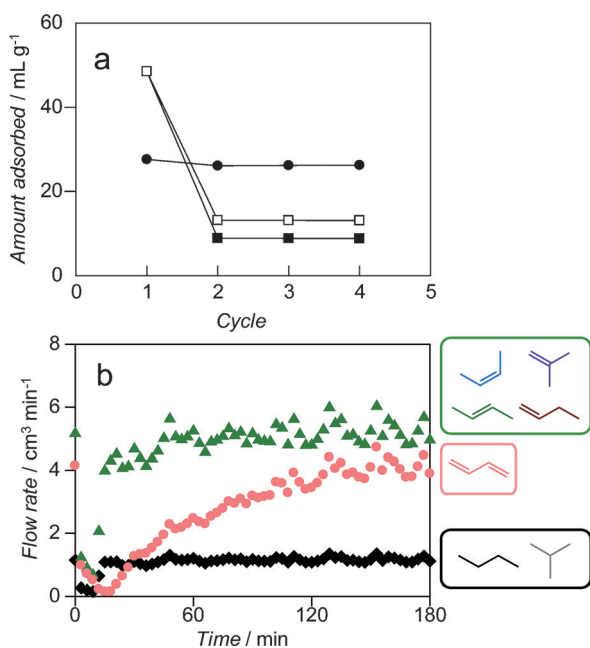 60
40
20
0
Amount adsorbed / mL g⁻¹
a
0 1 2 3 4 5
Cycle
8
6
4
2
0
Flow rate / cm³ min⁻¹
b
0 60 120 180
Time / min